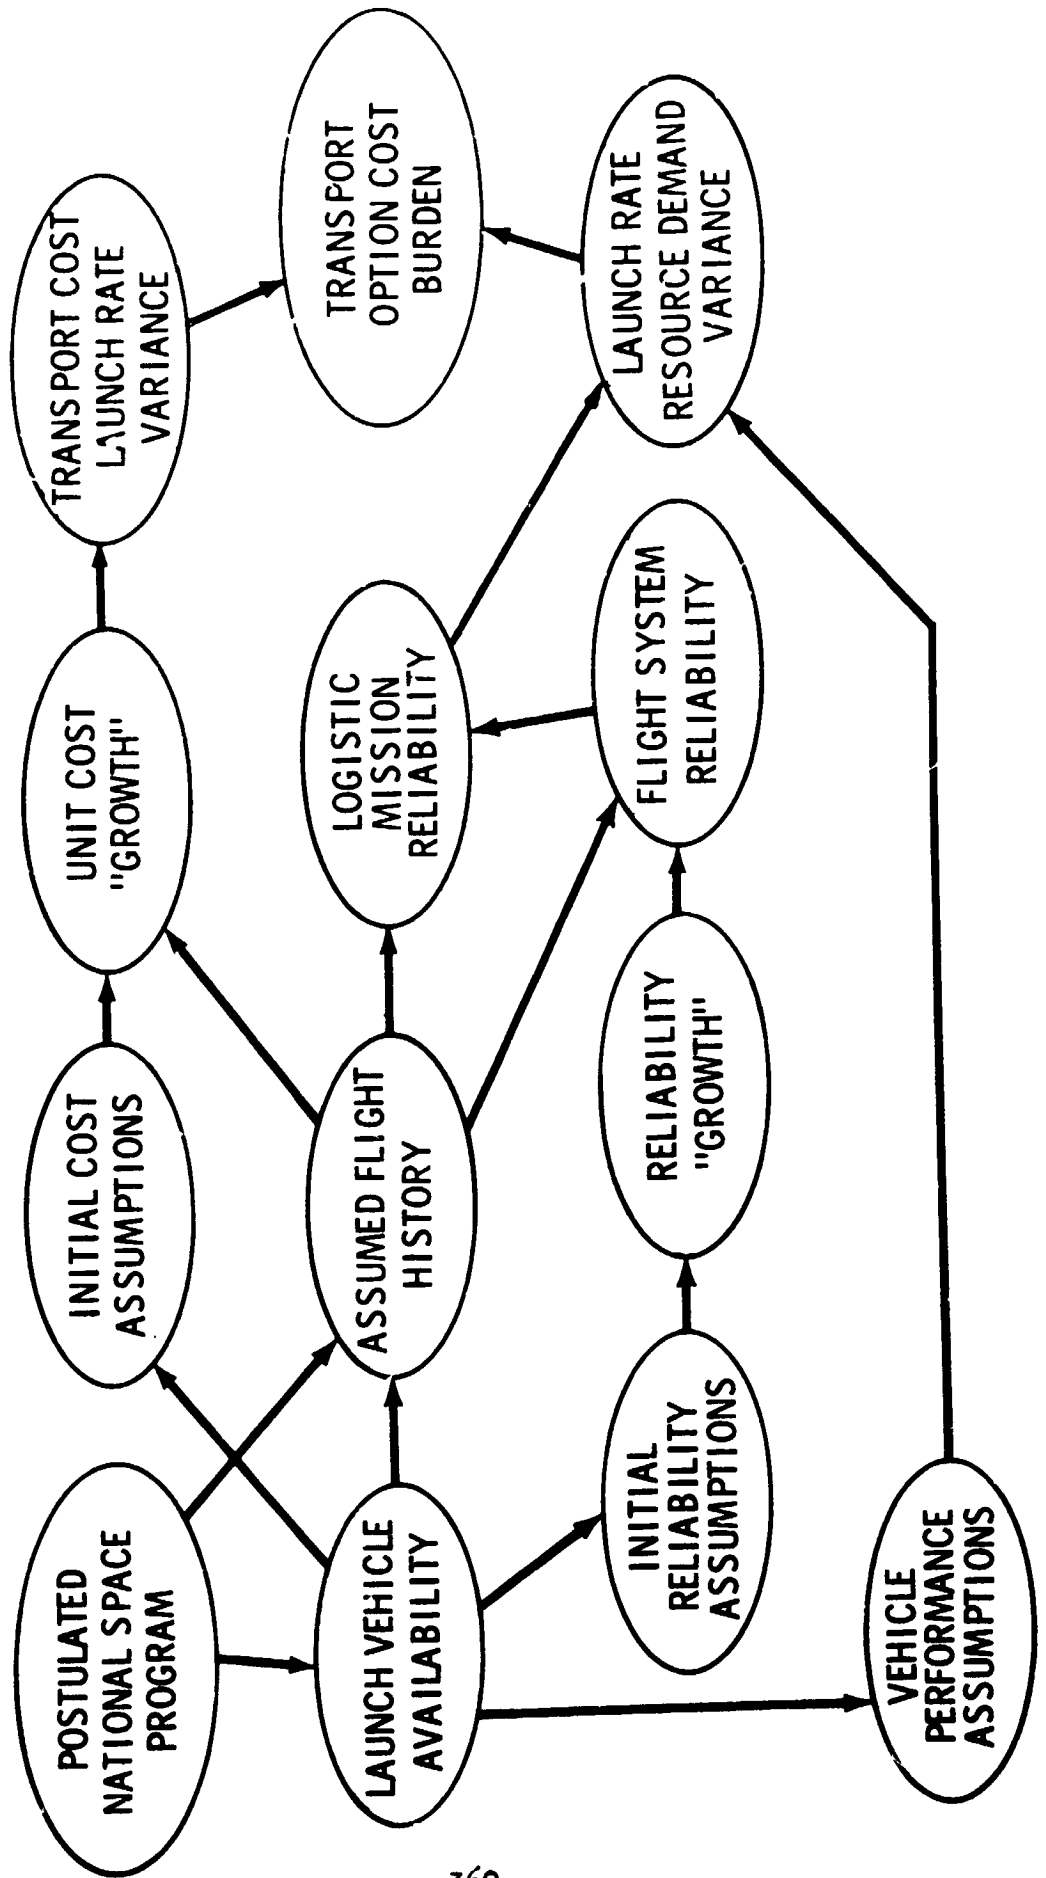 POSTULATED
NATIONAL SPACE
PROGRAM
INITIAL COST
ASSUMPTIONS
UNIT COST
"GROWTH"
TRANSPORT COST
LAUNCH RATE
VARIANCE
LAUNCH VEHICLE
AVAILABILITY
ASSUMED FLIGHT
HISTORY
LOGISTIC
MISSION
RELIABILITY
TRANSPORT
OPTION COST
BURDEN
INITIAL
RELIABILITY
ASSUMPTIONS
RELIABILITY
"GROWTH"
FLIGHT SYSTEM
RELIABILITY
LAUNCH RATE
RESOURCE DEMAND
VARIANCE
VEHICLE
PERFORMANCE
ASSUMPTIONS